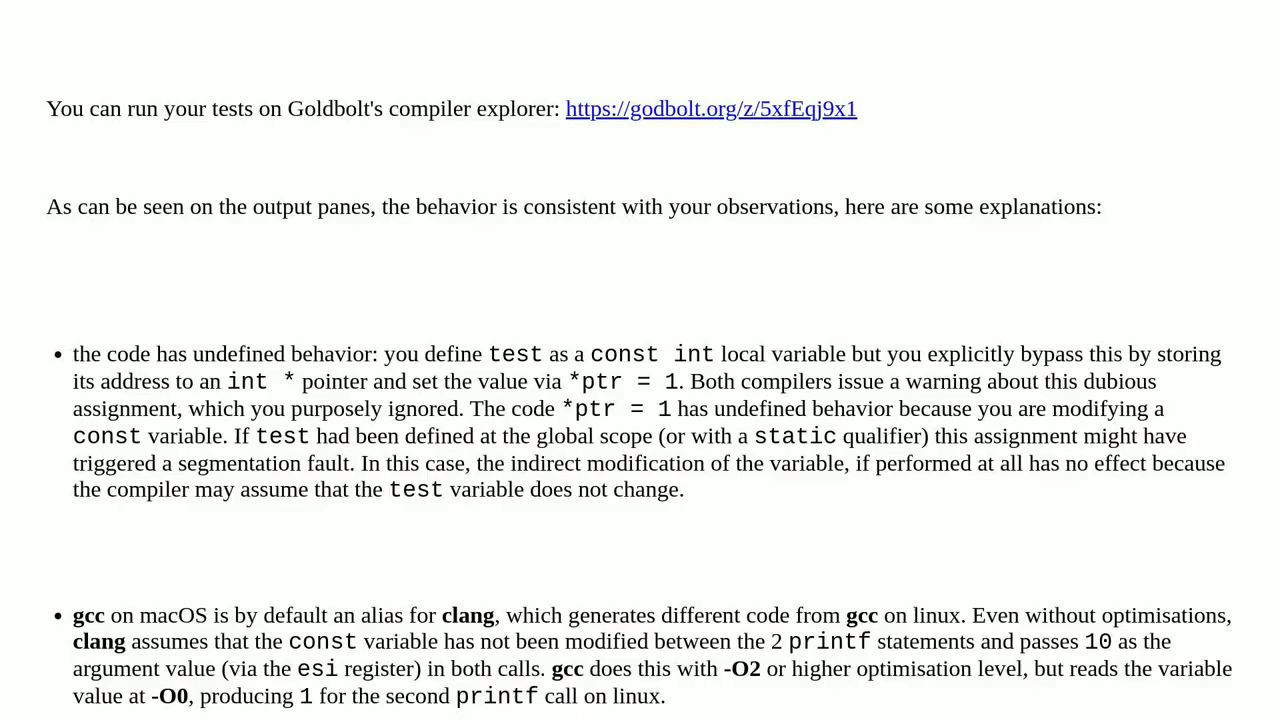 You can run your tests on Goldbolt's compiler explorer: https://godbolt.org/z/5xfEqj9x1
As can be seen on the output panes, the behavior is consistent with your observations, here are some explanations:
• the code has undefined behavior: you define test as a const int local variable but you explicitly bypass this by storing
its address to an int * pointer and set the value via *ptr = 1. Both compilers issue a warning about this dubious
assignment, which you purposely ignored. The code *ptr = 1 has undefined behavior because you are modifying a
const variable. If test had been defined at the global scope (or with a static qualifier) this assignment might have
triggered a segmentation fault. In this case, the indirect modification of the variable, if performed at all has no effect because
the compiler may assume that the test variable does not change.
• gcc on macOS is by default an alias for clang, which generates different code from gcc on linux. Even without optimisations,
clang assumes that the const variable has not been modified between the 2 printf statements and passes 10 as the
argument value (via the esi register) in both calls. gcc does this with -O2 or higher optimisation level, but reads the variable
value at -O0, producing 1 for the second printf call on linux.